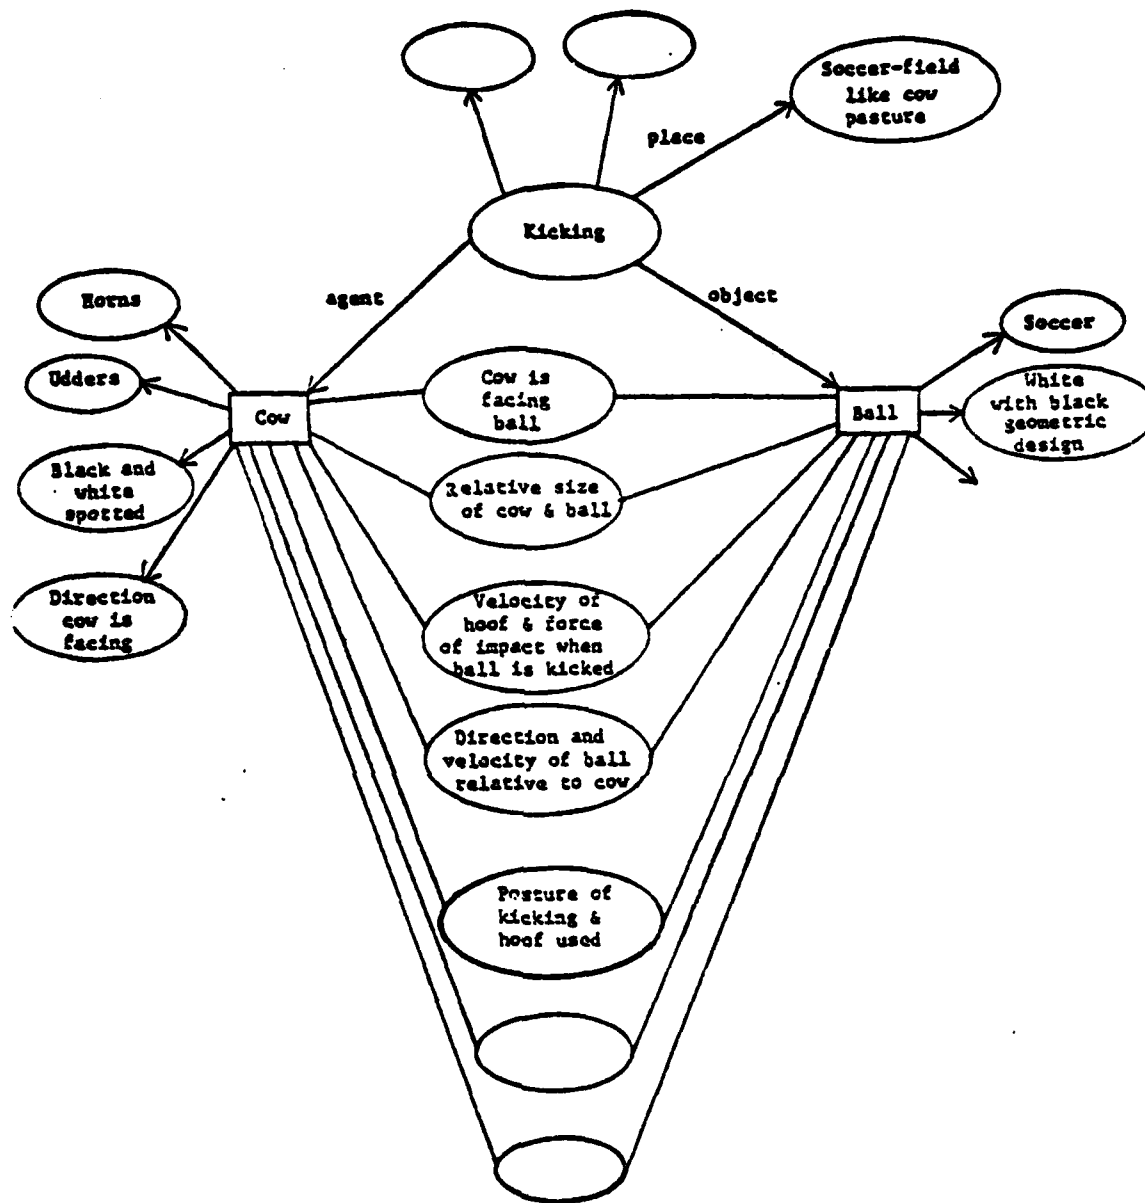 Soccer-field
like cow
pasture
place
Kicking
agent
object
Horns
Udders
Cow
Black and
white
spotted
Direction
cow is
facing
Cow is
facing
ball
Relative size
of cow & ball
Velocity of
hoof & force
of impact when
ball is kicked
Direction and
velocity of ball
relative to cow
Posture of
kicking &
hoof used
Ball
Soccer
White
with black
geometric
design